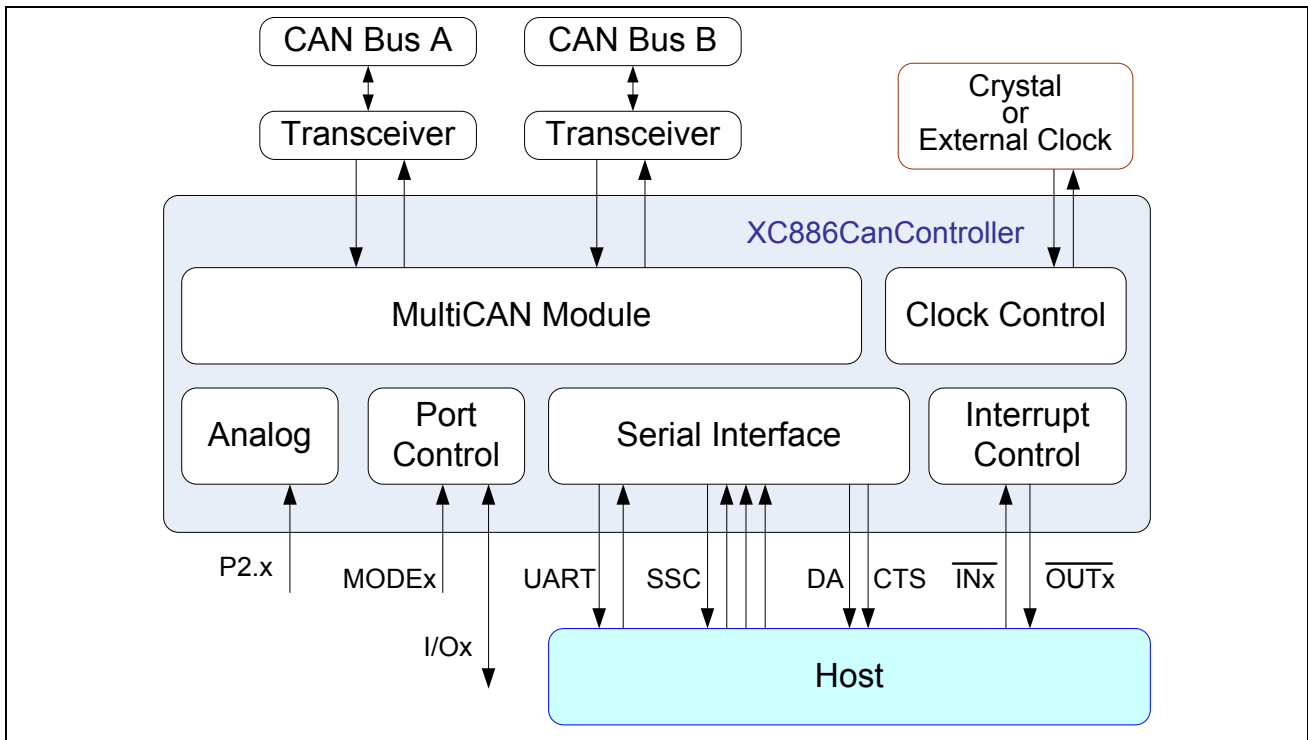 CAN Bus A
CAN Bus B
Transceiver
Transceiver
Crystal
or
External Clock
XC886CanController
MultiCAN Module
Clock Control
Analog
Port
Control
Serial Interface
Interrupt
Control
P2.x
MODEx
UART
SSC
DA
CTS
INx
OUTx
I/Ox
Host